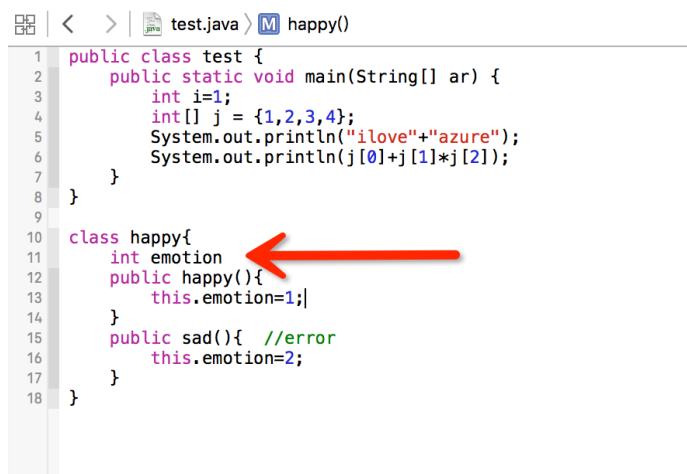 test.java 〉 M happy()
1 public class test {
2     public static void main(String[] ar) {
3         int i=1;
4         int[] j = {1,2,3,4};
5         System.out.println("ilove"+"azure");
6         System.out.println(j[0]+j[1]*j[2]);
7     }
8 }
9
10 class happy{
11     int emotion
12     public happy(){
13         this.emotion=1;
14     }
15     public sad(){  //error
16         this.emotion=2;
17     }
18 }